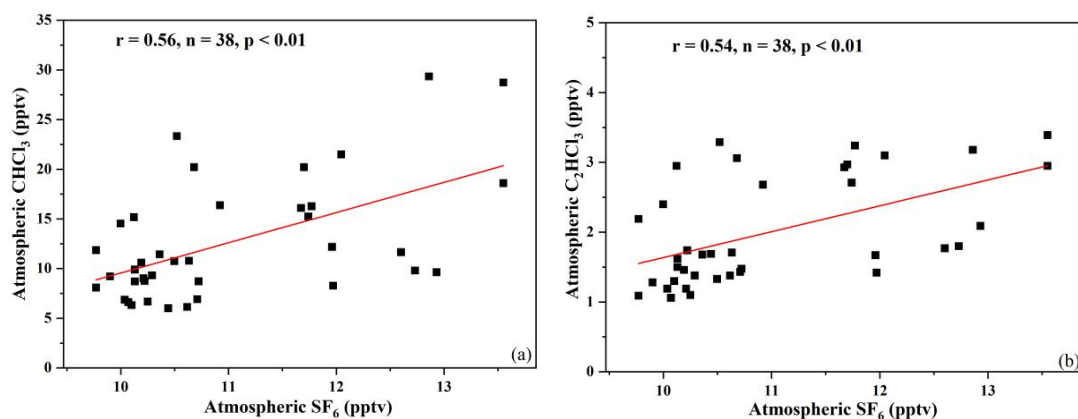 r = 0.56, n = 38, p < 0.01
Atmospheric CHCl₃ (pptv)
35
30
25
20
15
10
5
0
10
11
12
13
Atmospheric SF₆ (pptv)
(a)
r = 0.54, n = 38, p < 0.01
Atmospheric C₂HCl₃ (pptv)
5
4
3
2
1
0
10
11
12
13
Atmospheric SF₆ (pptv)
(b)